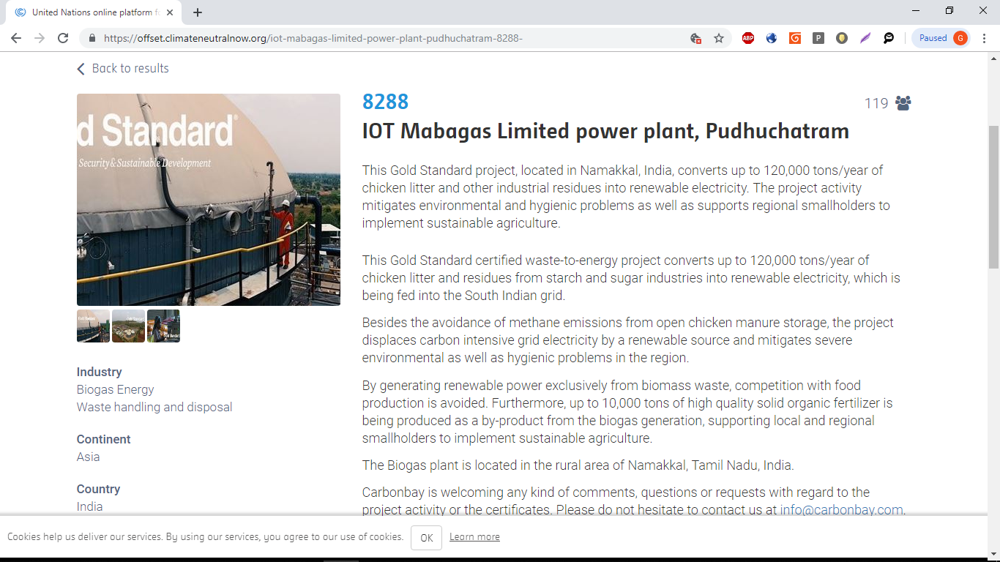 United Nations online platform f
https://offset.climateneutralnow.org/iot-mabagas-limited-power-plant-pudhuchatram-8288-
ABP
P
Paused
G
Back to results
d Standard®
Security & Sustainable Development
8288
119
IOT Mabagas Limited power plant, Pudhuchatram
This Gold Standard project, located in Namakkal, India, converts up to 120,000 tons/year of
chicken litter and other industrial residues into renewable electricity. The project activity
mitigates environmental and hygienic problems as well as supports regional smallholders to
implement sustainable agriculture.
This Gold Standard certified waste-to-energy project converts up to 120,000 tons/year of
chicken litter and residues from starch and sugar industries into renewable electricity, which is
being fed into the South Indian grid.
Besides the avoidance of methane emissions from open chicken manure storage, the project
displaces carbon intensive grid electricity by a renewable source and mitigates severe
environmental as well as hygienic problems in the region.
By generating renewable power exclusively from biomass waste, competition with food
production is avoided. Furthermore, up to 10,000 tons of high quality solid organic fertilizer is
being produced as a by-product from the biogas generation, supporting local and regional
smallholders to implement sustainable agriculture.
The Biogas plant is located in the rural area of Namakkal, Tamil Nadu, India.
Carbonbay is welcoming any kind of comments, questions or requests with regard to the
project activity or the certificates. Please do not hesitate to contact us at info@carbonbay.com.
Industry
Biogas Energy
Waste handling and disposal
Continent
Asia
Country
India
Cookies help us deliver our services. By using our services, you agree to our use of cookies.
OK
Learn more